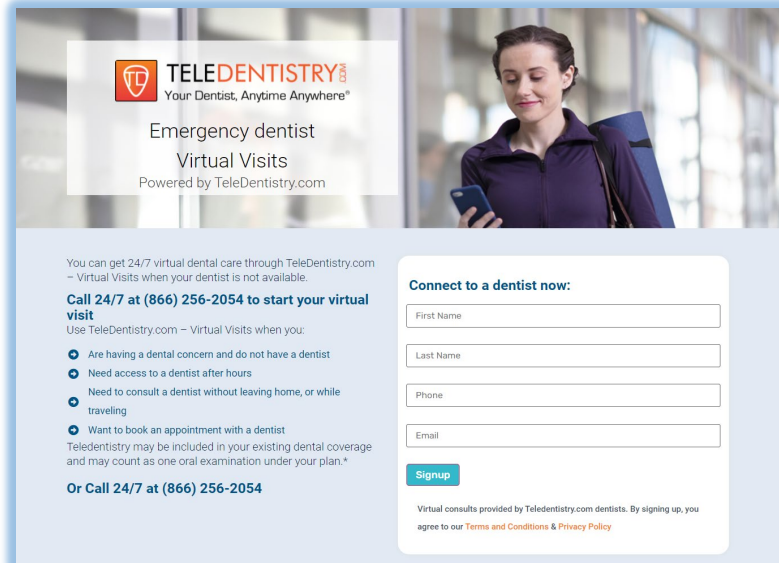 TELEDENTISTRY.COM
Your Dentist, Anytime Anywhere®
Emergency dentist
Virtual Visits
Powered by TeleDentistry.com
You can get 24/7 virtual dental care through TeleDentistry.com
– Virtual Visits when your dentist is not available.
Call 24/7 at (866) 256-2054 to start your virtual
visit
Use TeleDentistry.com – Virtual Visits when you:
Are having a dental concern and do not have a dentist
Need access to a dentist after hours
Need to consult a dentist without leaving home, or while
traveling
Want to book an appointment with a dentist
Teledentistry may be included in your existing dental coverage
and may count as one oral examination under your plan.*
Or Call 24/7 at (866) 256-2054
Connect to a dentist now:
First Name
Last Name
Phone
Email
Signup
Virtual consults provided by Teledentistry.com dentists. By signing up, you
agree to our Terms and Conditions & Privacy Policy